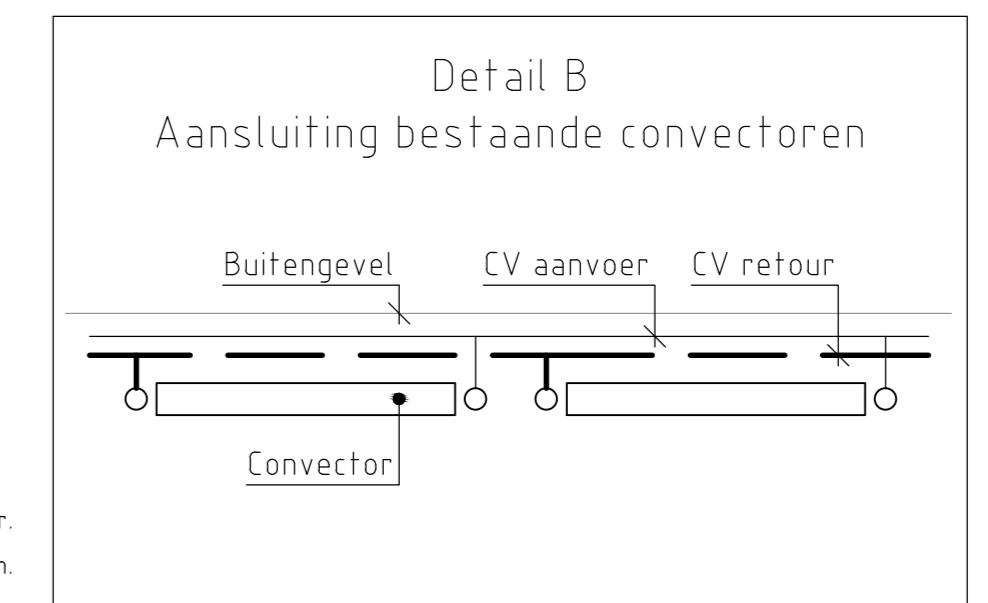 Detail B
Aansluiting bestaande convectoren
Buitengevel
CV aanvoer
CV retour
Convector
r.
n.